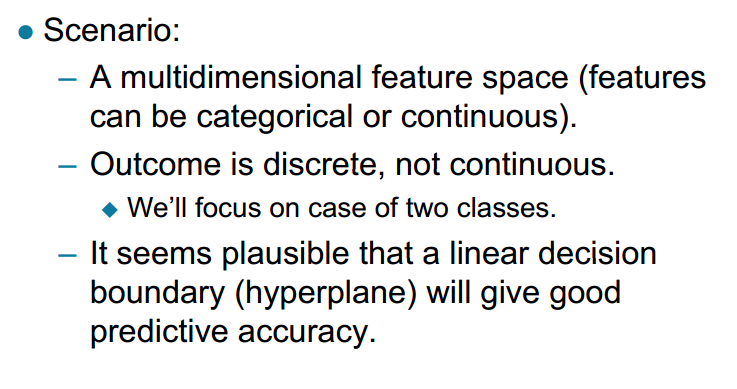 ● Scenario:
– A multidimensional feature space (features
can be categorical or continuous).
– Outcome is discrete, not continuous.
◆ We’ll focus on case of two classes.
– It seems plausible that a linear decision
boundary (hyperplane) will give good
predictive accuracy.